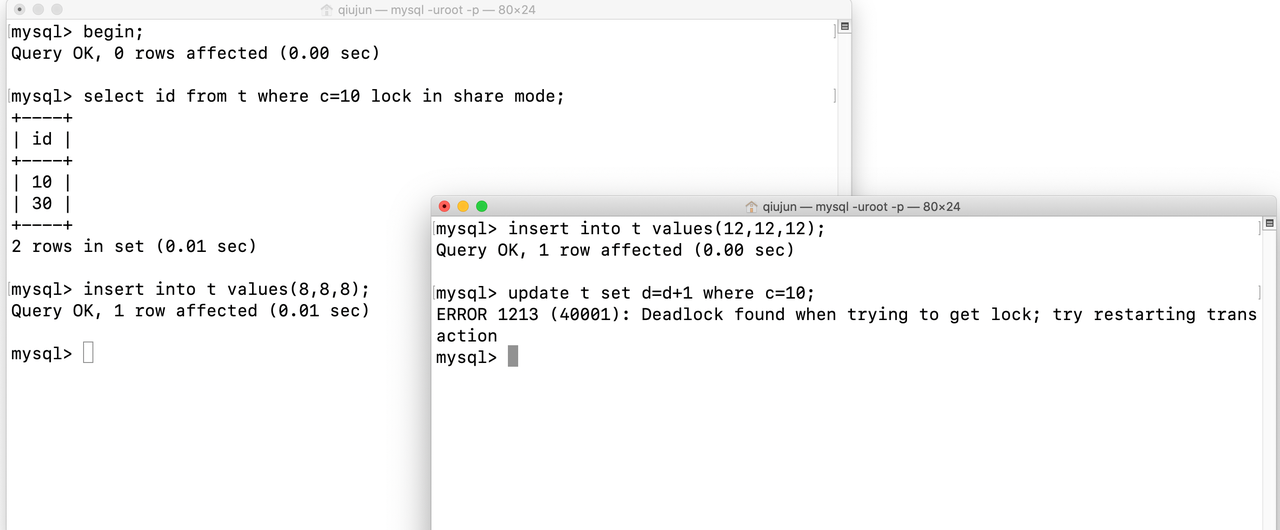 qiujun — mysql -uroot -p — 80×24
mysql> begin;
Query OK, 0 rows affected (0.00 sec)
mysql> select id from t where c=10 lock in share mode;
+----+
| id |
+----+
| 10 |
| 30 |
+----+
2 rows in set (0.01 sec)
mysql> insert into t values(8,8,8);
Query OK, 1 row affected (0.01 sec)
mysql>
qiujun — mysql -uroot -p — 80×24
mysql> insert into t values(12,12,12);
Query OK, 1 row affected (0.00 sec)
mysql> update t set d=d+1 where c=10;
ERROR 1213 (40001): Deadlock found when trying to get lock; try restarting trans
action
mysql>